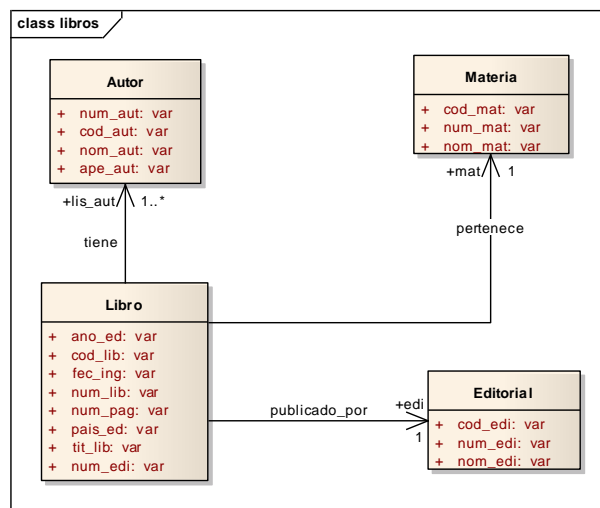 class libros
Autor
+ num_aut: var
+ cod_aut: var
+ nom_aut: var
+ ape_aut: var
Materia
+ cod_mat: var
+ num_mat: var
+ nom_mat: var
+lis_aut 1..*
+mat 1
tiene
pertenece
Libro
+ ano_ed: var
+ cod_lib: var
+ fec_ing: var
+ num_lib: var
+ num_pag: var
+ pais_ed: var
+ tit_lib: var
+ num_edi: var
publicado_por
+edi
1
Editorial
+ cod_edi: var
+ num_edi: var
+ nom_edi: var